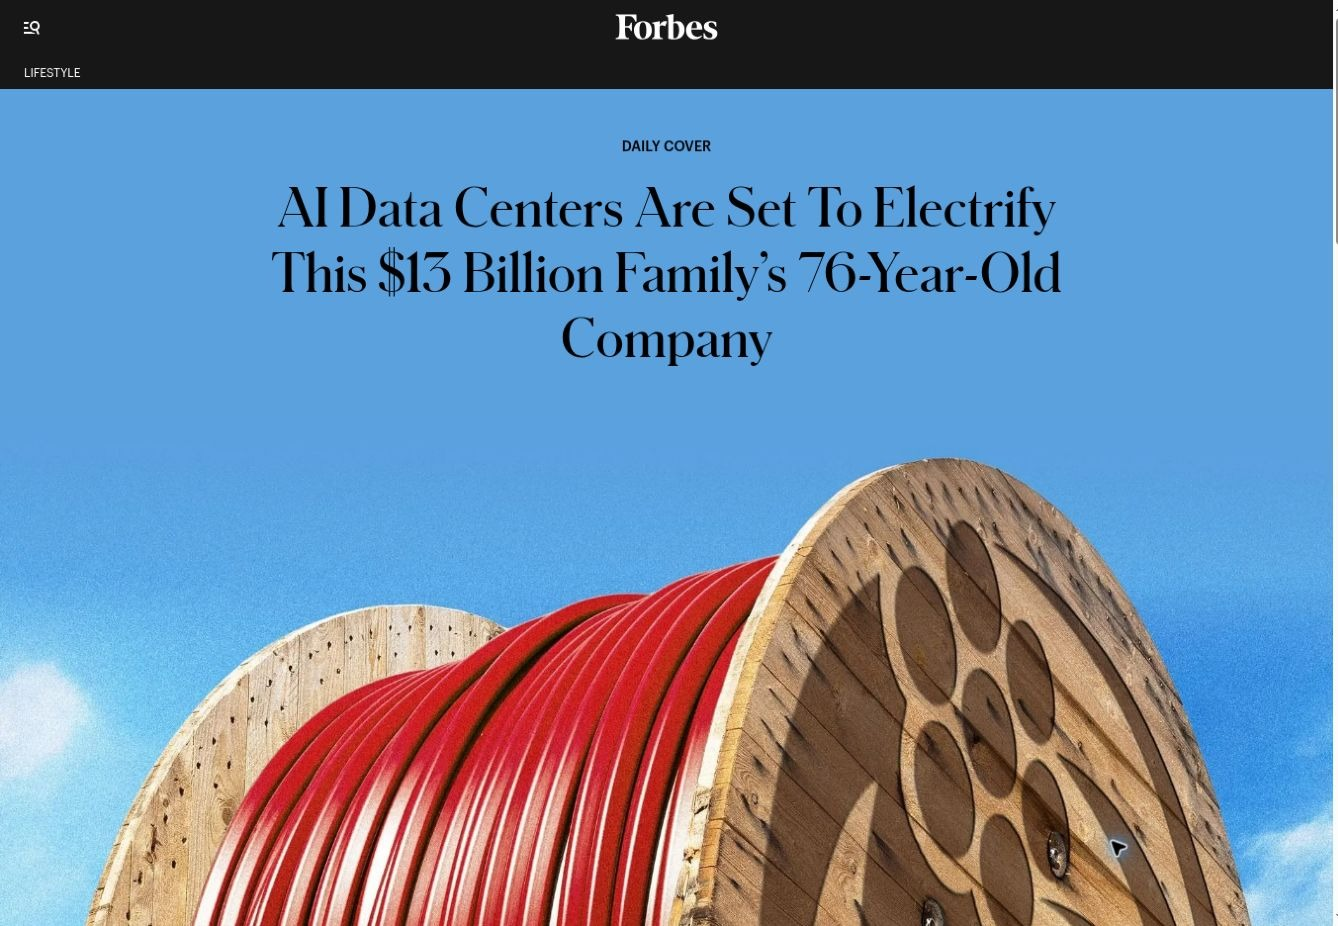 Forbes
LIFESTYLE
DAILY COVER
AI Data Centers Are Set To Electrify
This $13 Billion Family’s 76-Year-Old
Company